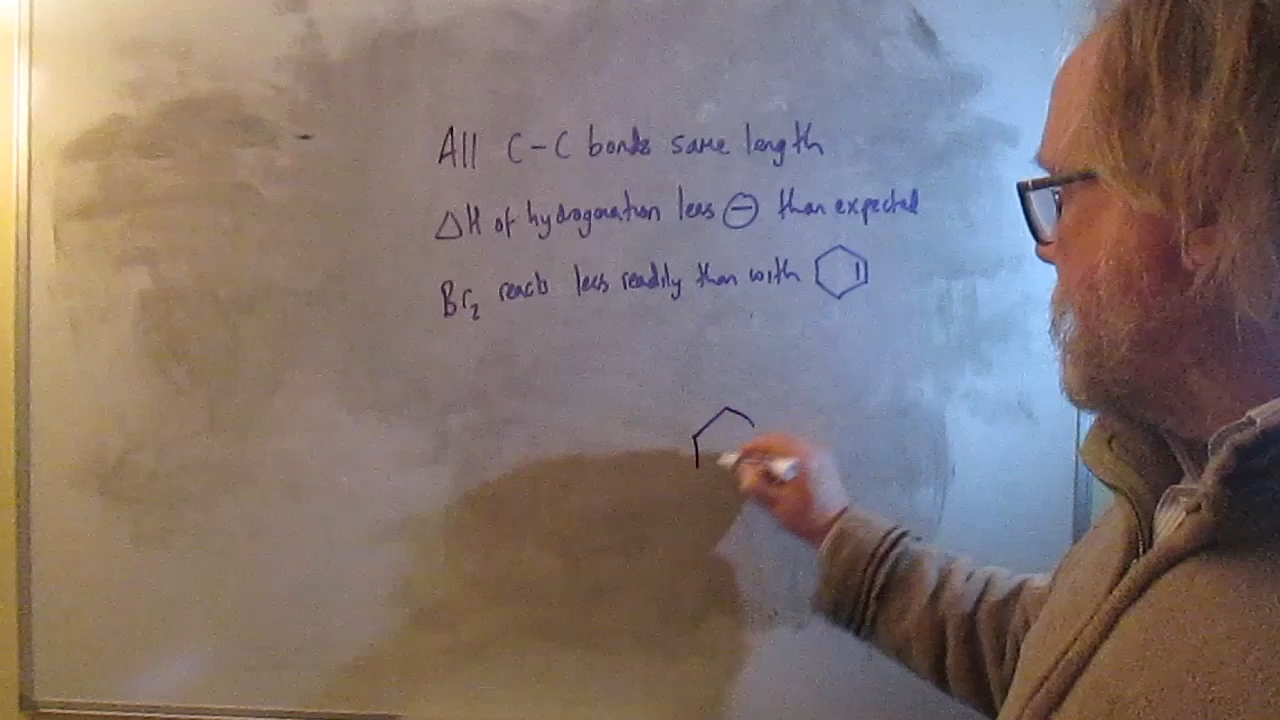 All C-C bonds same length
ΔH of hydrogenation less ⊖ than expected
Br₂ reacts less readily than with